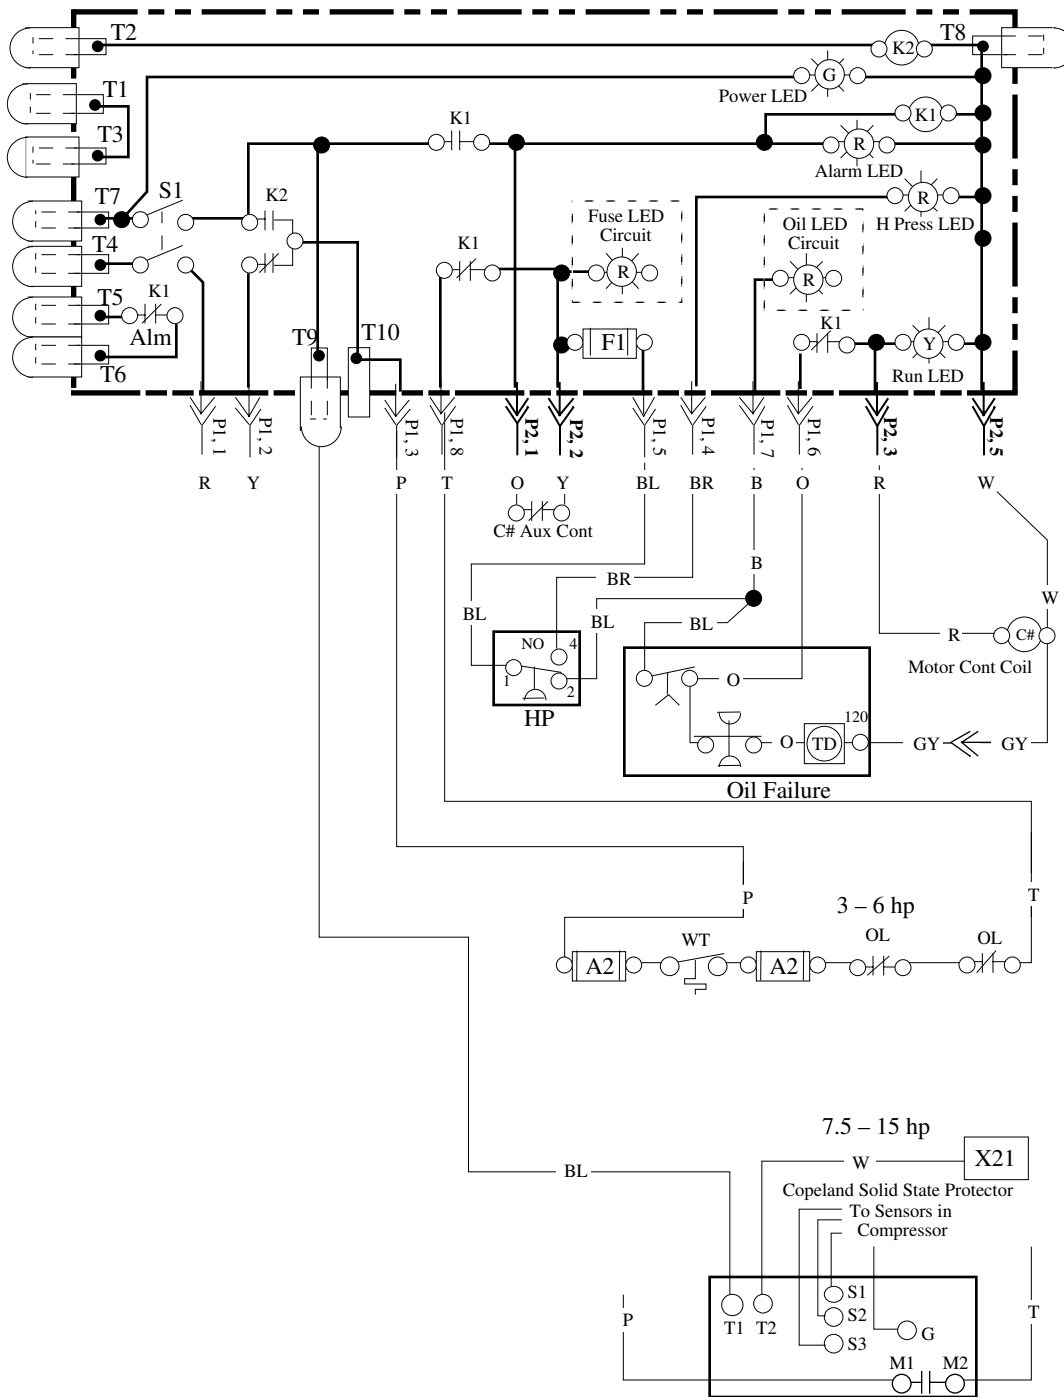 T2
T8
K2
G
Power LED
T1
K1
K1
T3
R
Alarm LED
T7
S1
K2
Fuse LED
Circuit
Oil LED
Circuit
R
H Press LED
T4
K1
R
R
T5
K1
Alm
T6
T9
T10
F1
K1
Y
Run LED
P1, 1
P1, 2
P1, 3
P1, 8
P2, 1
P2, 2
P1, 5
P1, 4
P1, 7
P1, 6
P2, 3
P2, 5
R
Y
P
T
O
Y
BL
BR
B
O
R
W
C# Aux Cont
B
BR
W
BL
BL
BL
R
C#
NO
4
1
2
Motor Cont Coil
HP
O
120
O
TD
GY
GY
Oil Failure
P
T
3 – 6 hp
WT
OL
OL
A2
A2
7.5 – 15 hp
W
X21
BL
Copeland Solid State Protector
To Sensors in
Compressor
S1
P
S2
T
T1
T2
G
S3
M1
M2